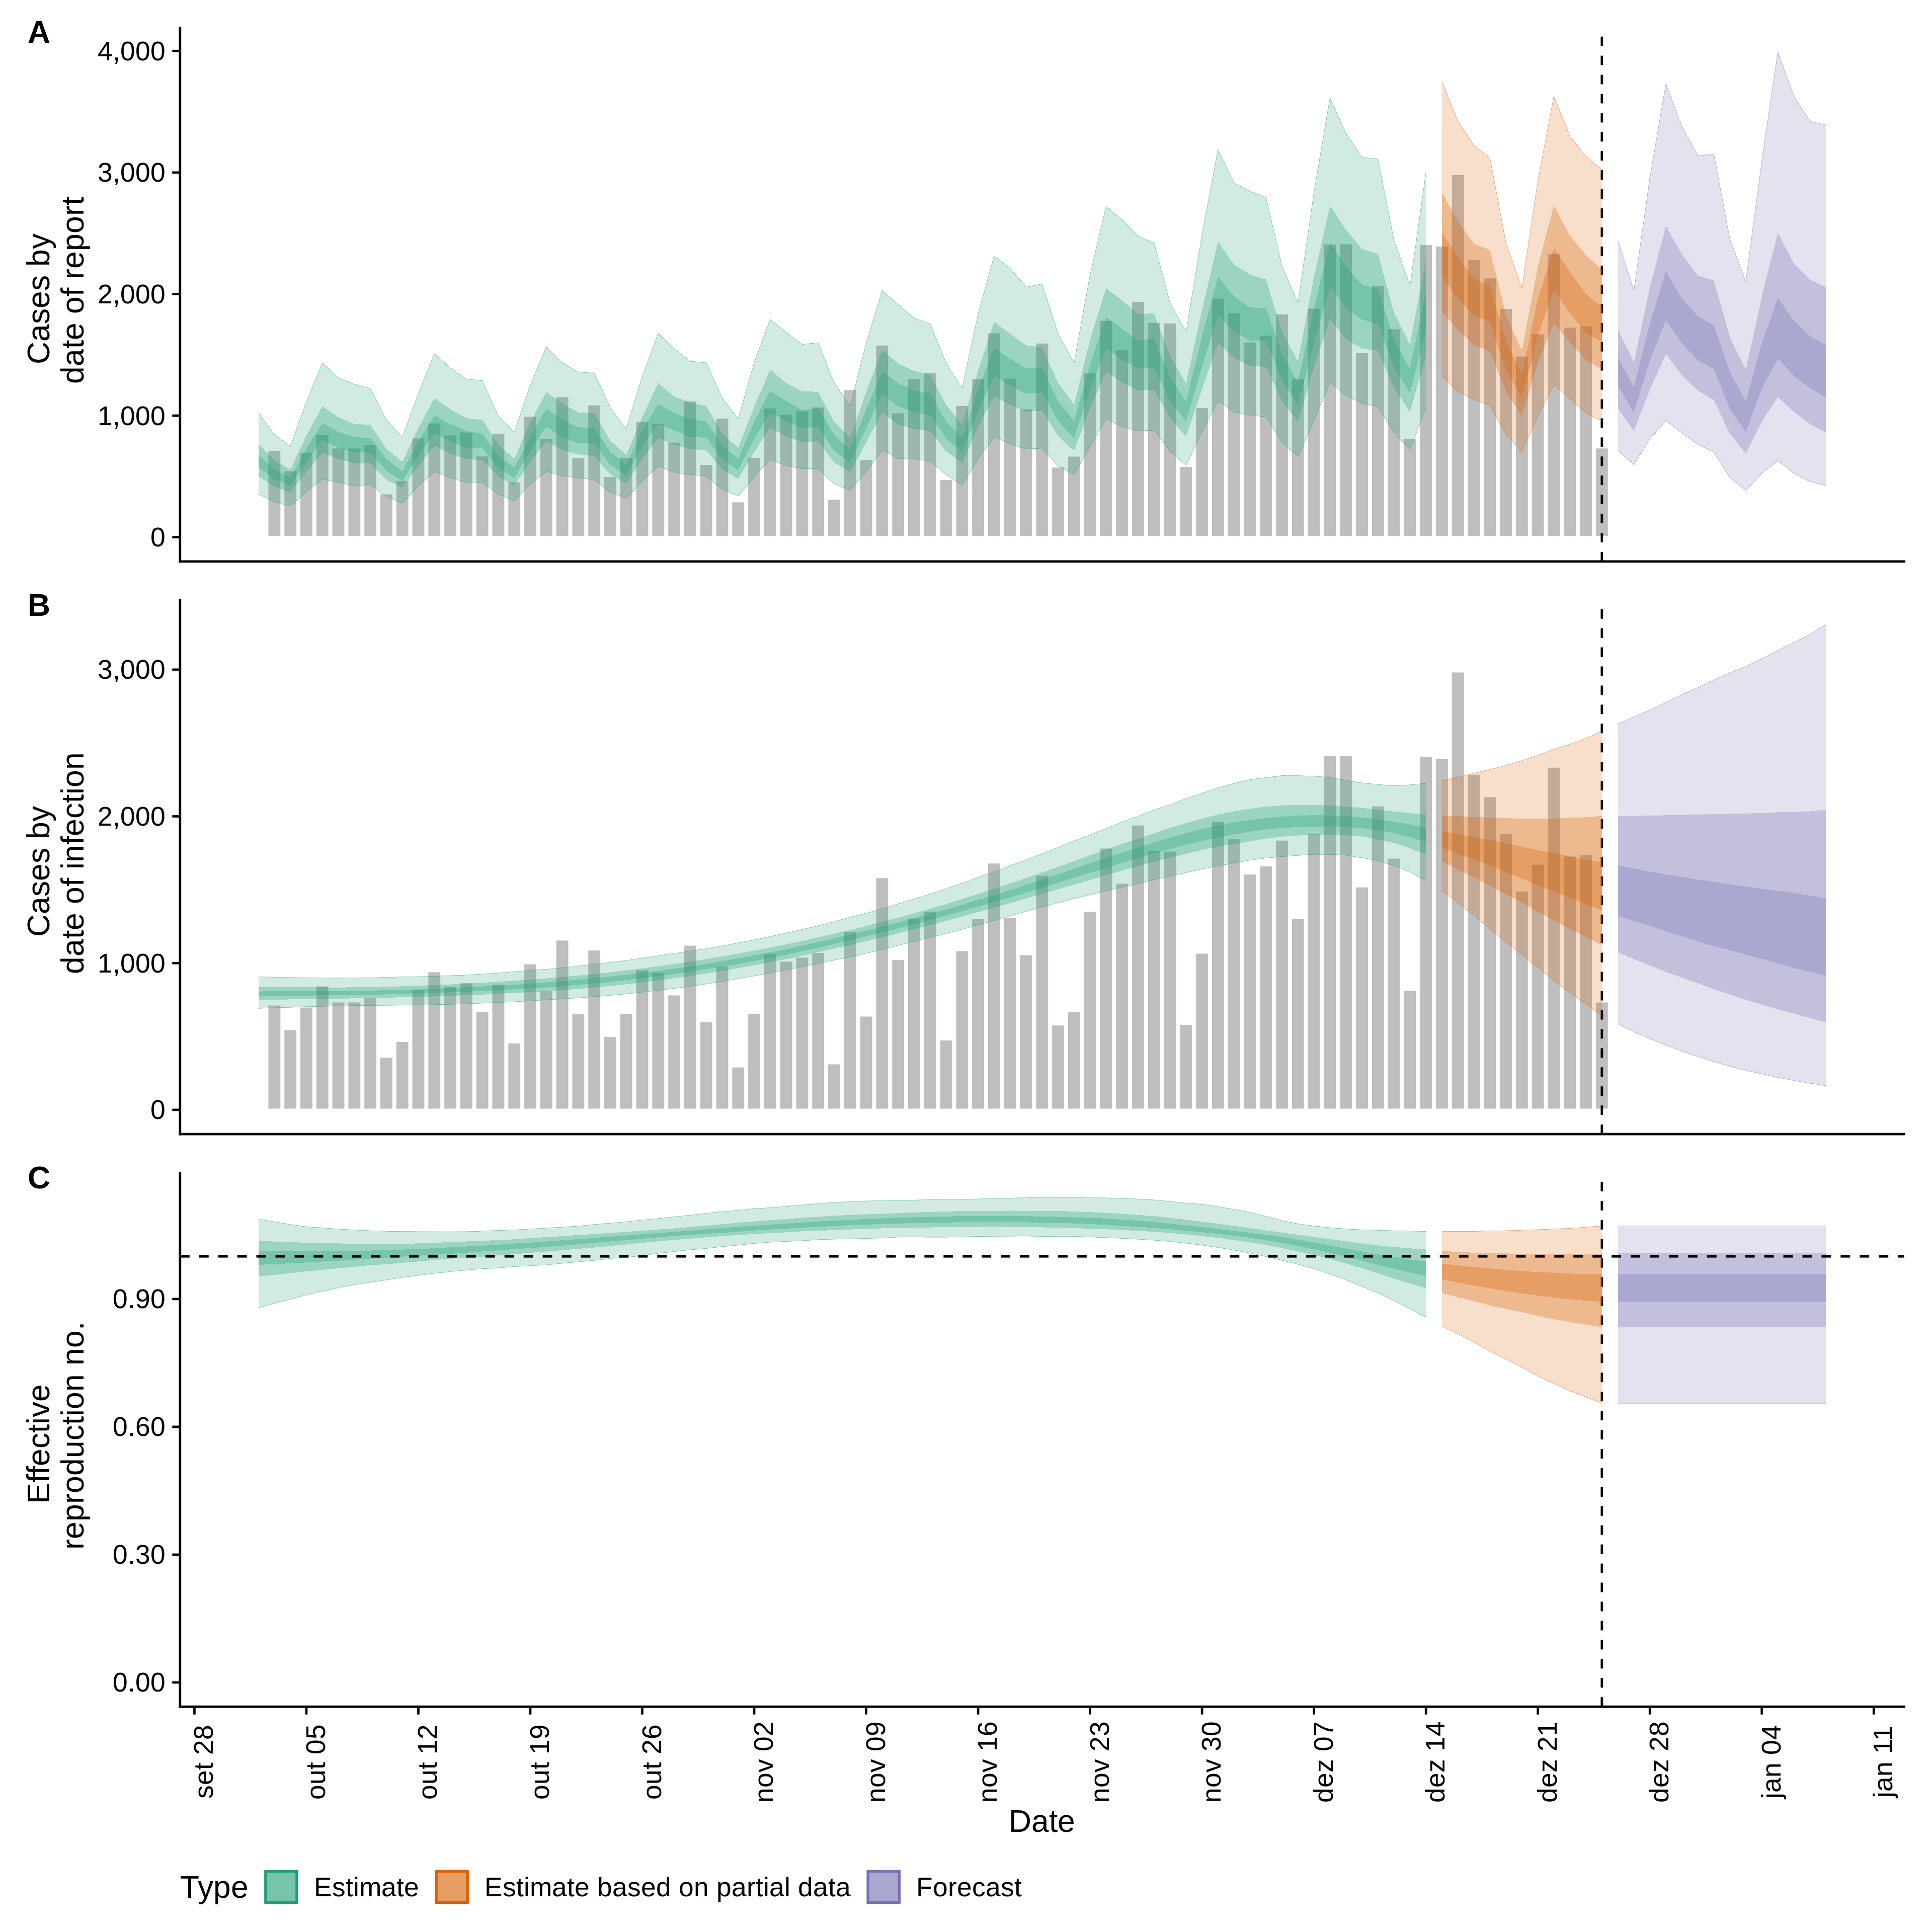 A
4,000
3,000
2,000
1,000
0
Cases by
date of report
B
3,000
2,000
1,000
0
Cases by
date of infection
C
0.90
0.60
0.30
0.00
Effective
reproduction no.
set 28
out 05
out 12
out 19
out 26
nov 02
nov 09
nov 16
nov 23
nov 30
dez 07
dez 14
dez 21
dez 28
jan 04
jan 11
Date
Type Estimate Estimate based on partial data Forecast